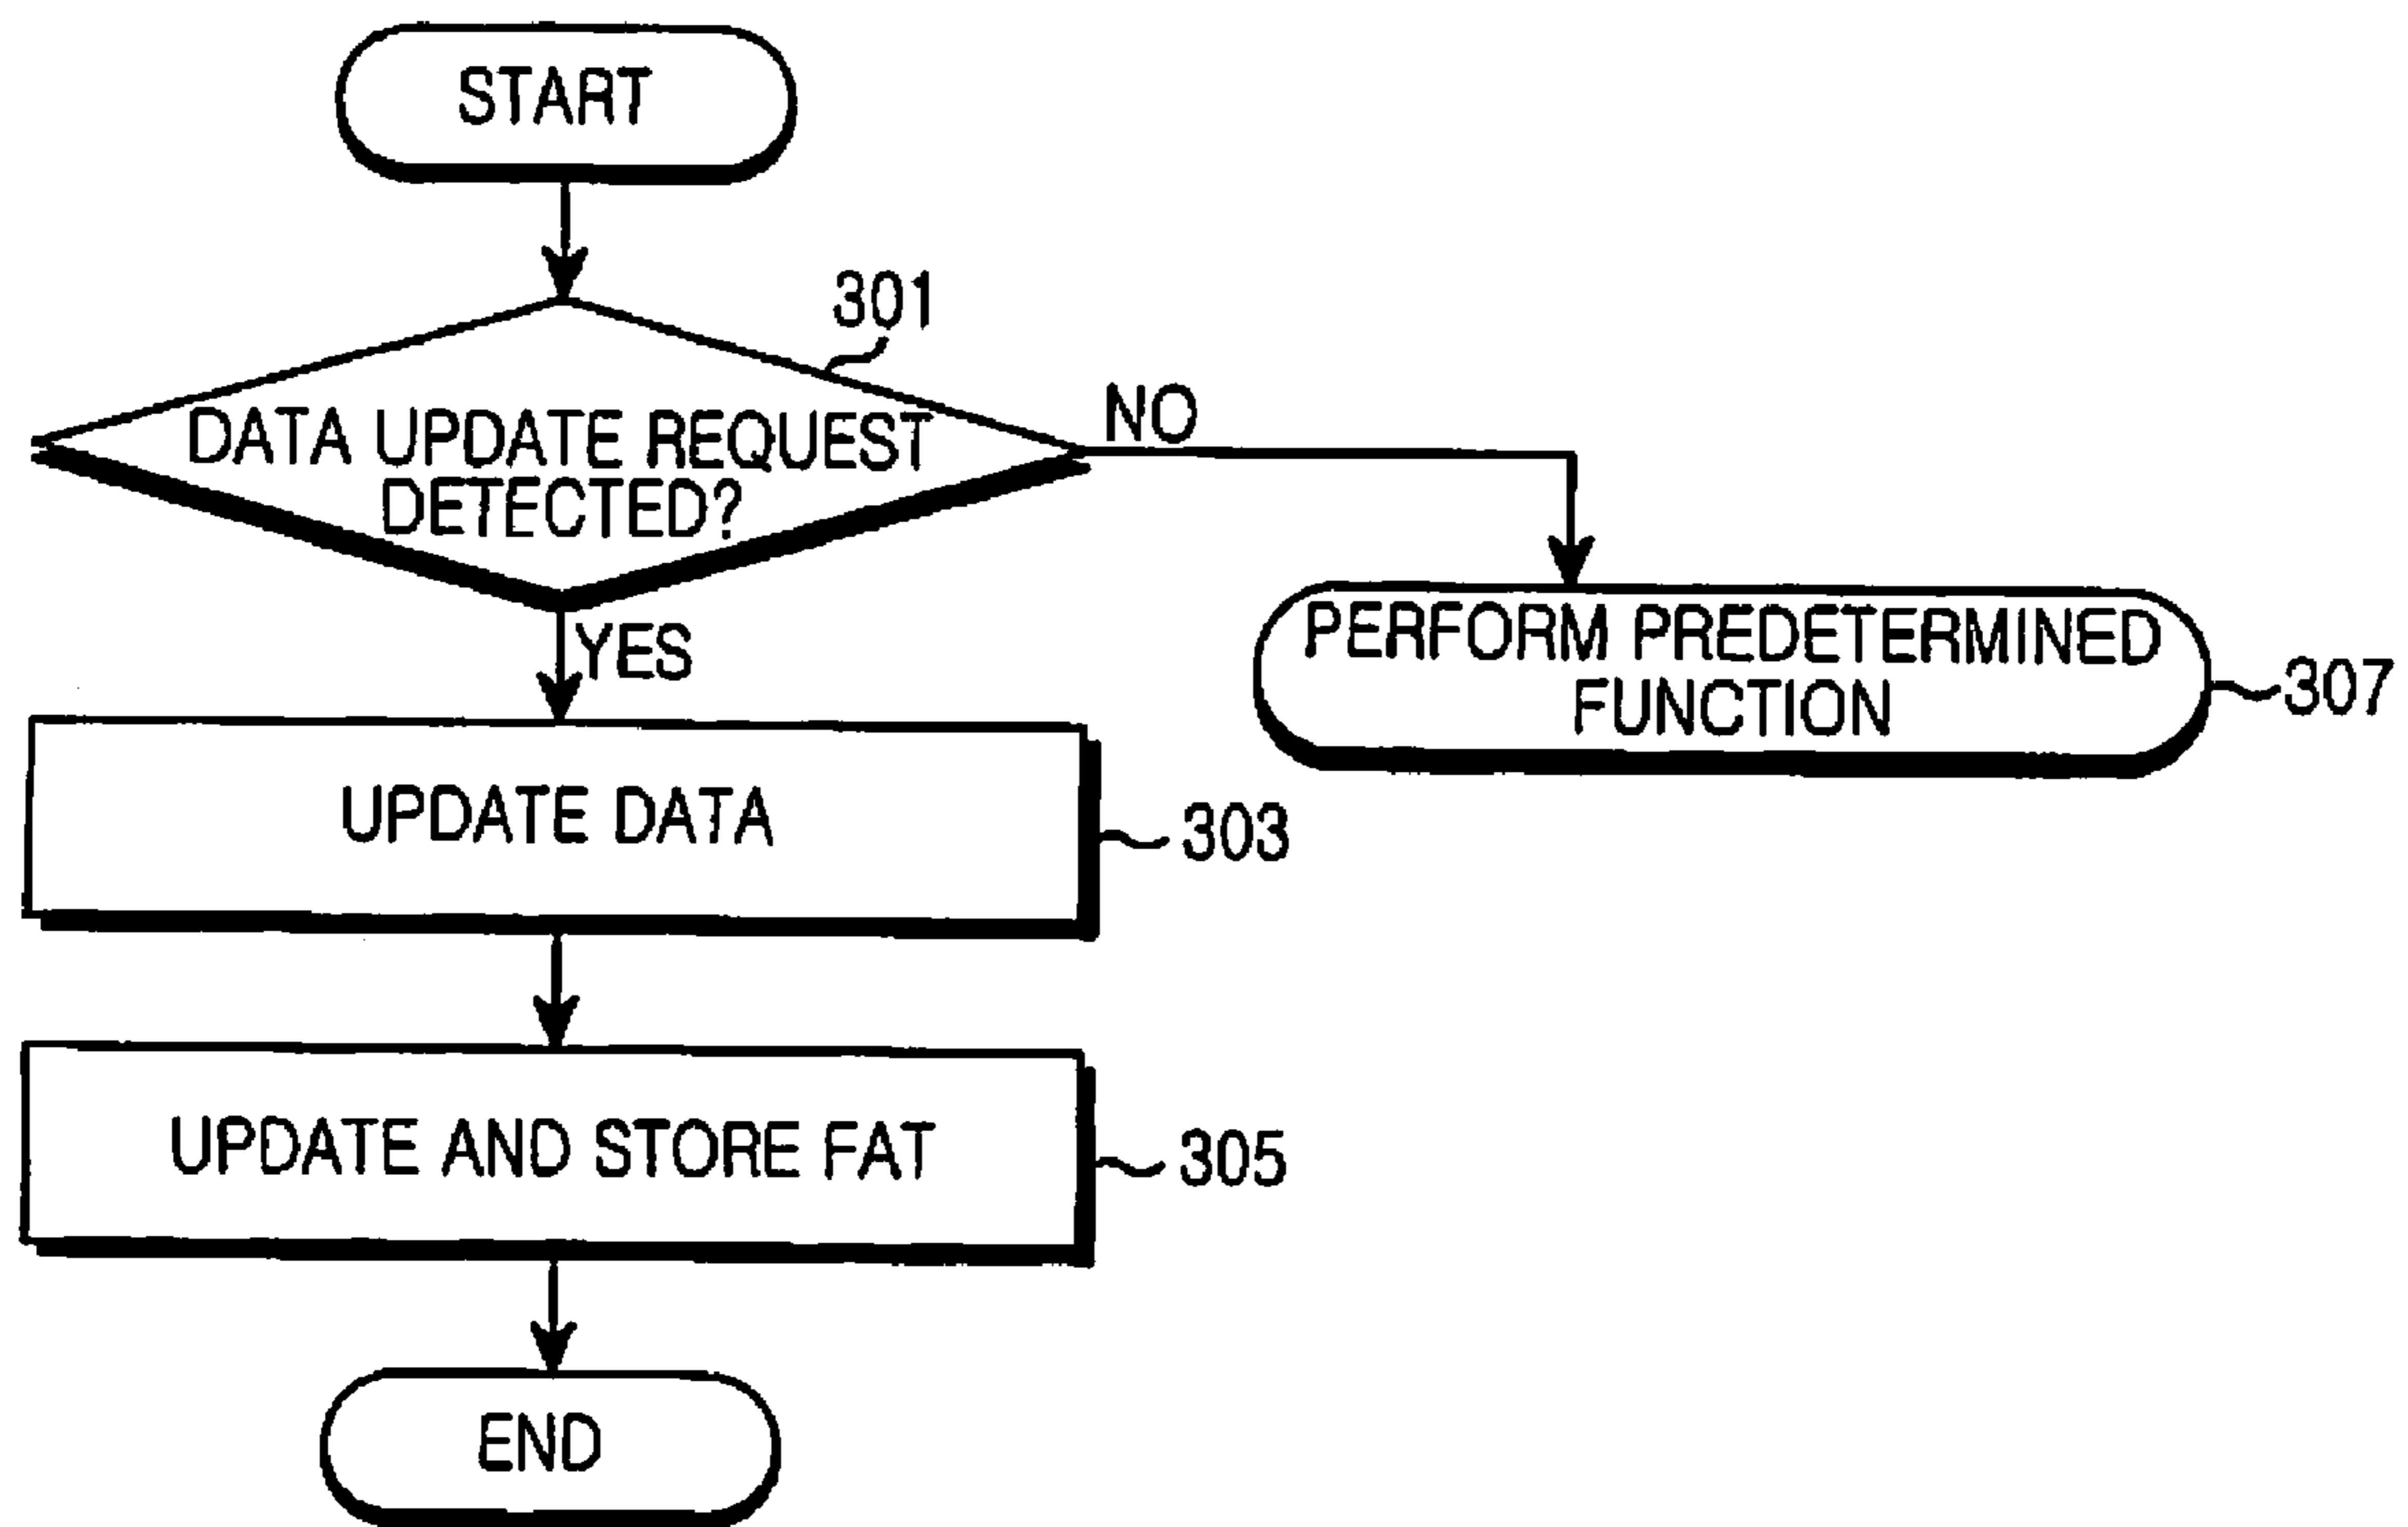 START
301
DATA UPDATE REQUEST
DETECTED?
NO
YES
PERFORM PREDETERMINED
FUNCTION
307
UPDATE DATA
303
UPDATE AND STORE FAT
305
END